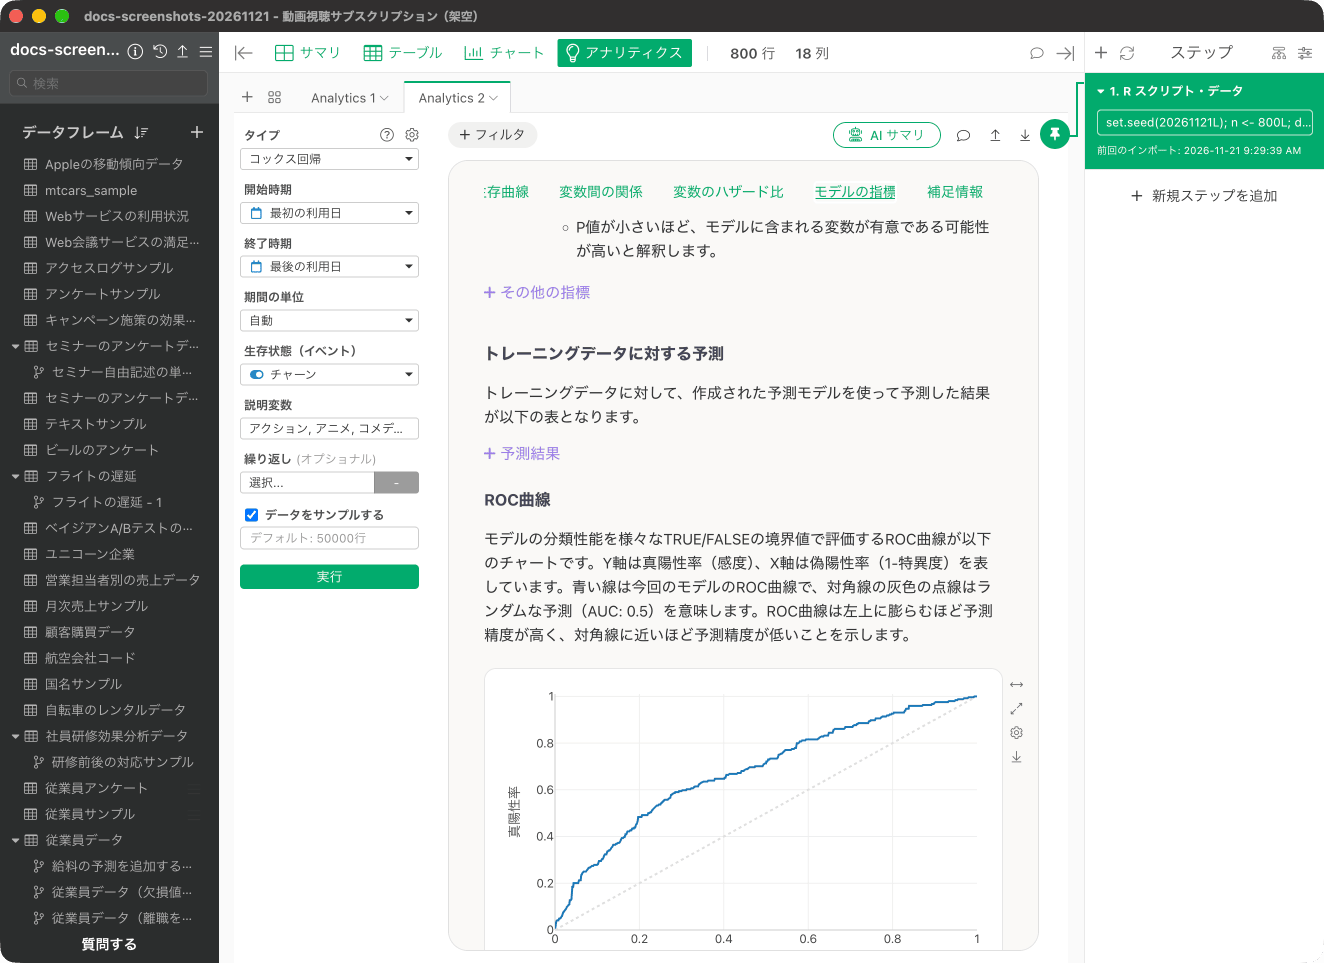 docs-screenshots-20261121 - 動画視聴サブスクリプション（架空）
docs-screen...
検索
データフレーム
Appleの移動傾向データ
mtcars_sample
Webサービスの利用状況
Web会議サービスの満足…
アクセスログサンプル
アンケートサンプル
キャンペーン施策の効果…
セミナーのアンケートデ…
セミナー自由記述の単…
セミナーのアンケートデ…
テキストサンプル
ビールのアンケート
フライトの遅延
フライトの遅延 - 1
ベイジアンA/Bテストの…
ユニコーン企業
営業担当者別の売上データ
月次売上サンプル
顧客購買データ
航空会社コード
国名サンプル
自転車のレンタルデータ
社員研修効果分析データ
研修前後の対応サンプル
従業員アンケート
従業員サンプル
従業員データ
給料の予測を追加する…
従業員データ（欠損値…
従業員データ（離職を…
質問する
サマリ
テーブル
チャート
アナリティクス
800 行
18 列
Analytics 1
Analytics 2
タイプ
コックス回帰
開始時期
最初の利用日
終了時期
最後の利用日
期間の単位
自動
生存状態（イベント）
チャーン
説明変数
アクション, アニメ, コメデ...
繰り返し (オプショナル)
選択...
-
データをサンプルする
デフォルト: 50000行
実行
+ フィルタ
AI サマリ
存曲線
変数間の関係
変数のハザード比
モデルの指標
補足情報
P値が小さいほど、モデルに含まれる変数が有意である可能性
が高いと解釈します。
+ その他の指標
トレーニングデータに対する予測
トレーニングデータに対して、作成された予測モデルを使って予測した結果
が以下の表となります。
+ 予測結果
ROC曲線
モデルの分類性能を様々なTRUE/FALSEの境界値で評価するROC曲線が以下
のチャートです。Y軸は真陽性率（感度）、X軸は偽陽性率（1-特異度）を表
しています。青い線は今回のモデルのROC曲線で、対角線の灰色の点線はラ
ンダムな予測（AUC: 0.5）を意味します。ROC曲線は左上に膨らむほど予測
精度が高く、対角線に近いほど予測精度が低いことを示します。
真陽性率
1
0.8
0.6
0.4
0.2
0
0
0.2
0.4
0.6
0.8
1
ステップ
1. R スクリプト・データ
set.seed(20261121L); n <- 800L; d...
前回のインポート: 2026-11-21 9:29:39 AM
+ 新規ステップを追加